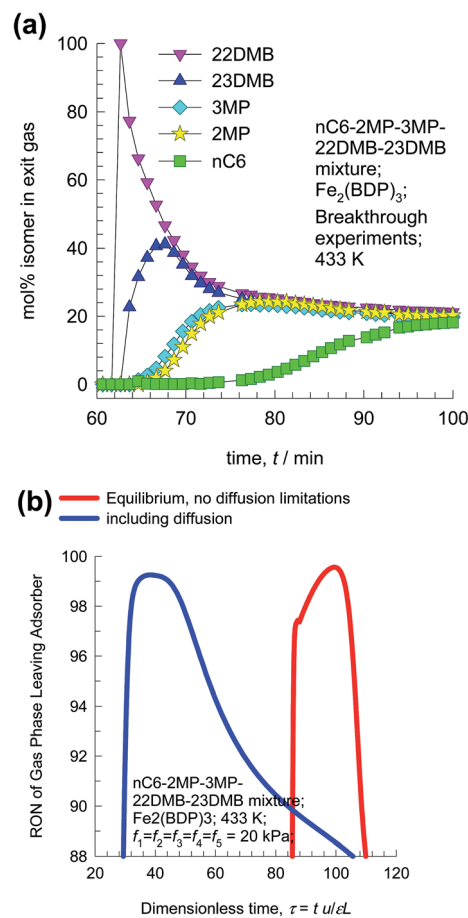 (a)
100
80
60
40
20
0
mol% isomer in exit gas
22DMB
23DMB
3MP
2MP
nC6
nC6-2MP-3MP-
22DMB-23DMB
mixture;
Fe2(BDP)3;
Breakthrough
experiments;
433 K
60 70 80 90 100
time, t / min
(b)
Equilibrium, no diffusion limitations
including diffusion
100
98
96
94
92
90
88
RON of Gas Phase Leaving Adsorber
nC6-2MP-3MP-
22DMB-23DMB mixture;
Fe2(BDP)3; 433 K;
f1=f2=f3=f4=f5 = 20 kPa;
20 40 60 80 100 120
Dimensionless time, τ = t u/εL